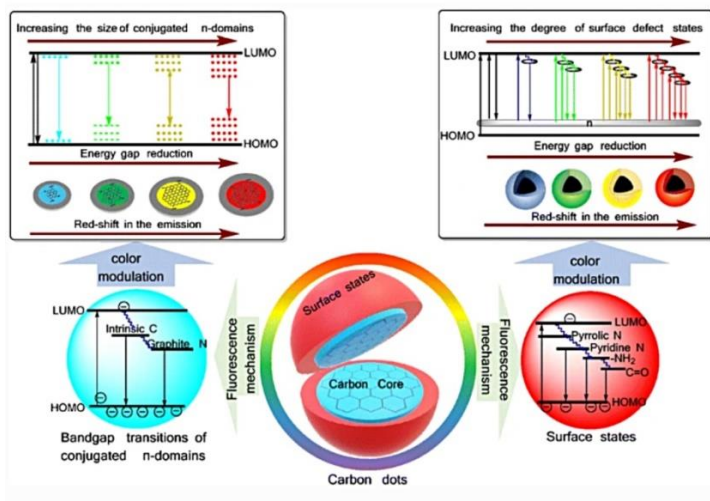 Increasing the size of conjugated n-domains
LUMO
HOMO
Energy gap reduction
Red-shift in the emission
Increasing the degree of surface defect states
LUMO
n
HOMO
Energy gap reduction
Red-shift in the emission
color
modulation
color
modulation
LUMO
Intrinsic C
Graphite N
HOMO
Bandgap transitions of
conjugated n-domains
Fluorescence
mechanism
Surface states
Carbon Core
Carbon dots
Fluorescence
mechanism
LUMO
Pyrrolic N
Pyridine N
-NH2
C=O
HOMO
Surface states